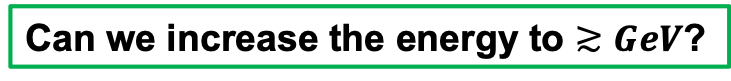 Can we increase the energy to ≳ GeV?